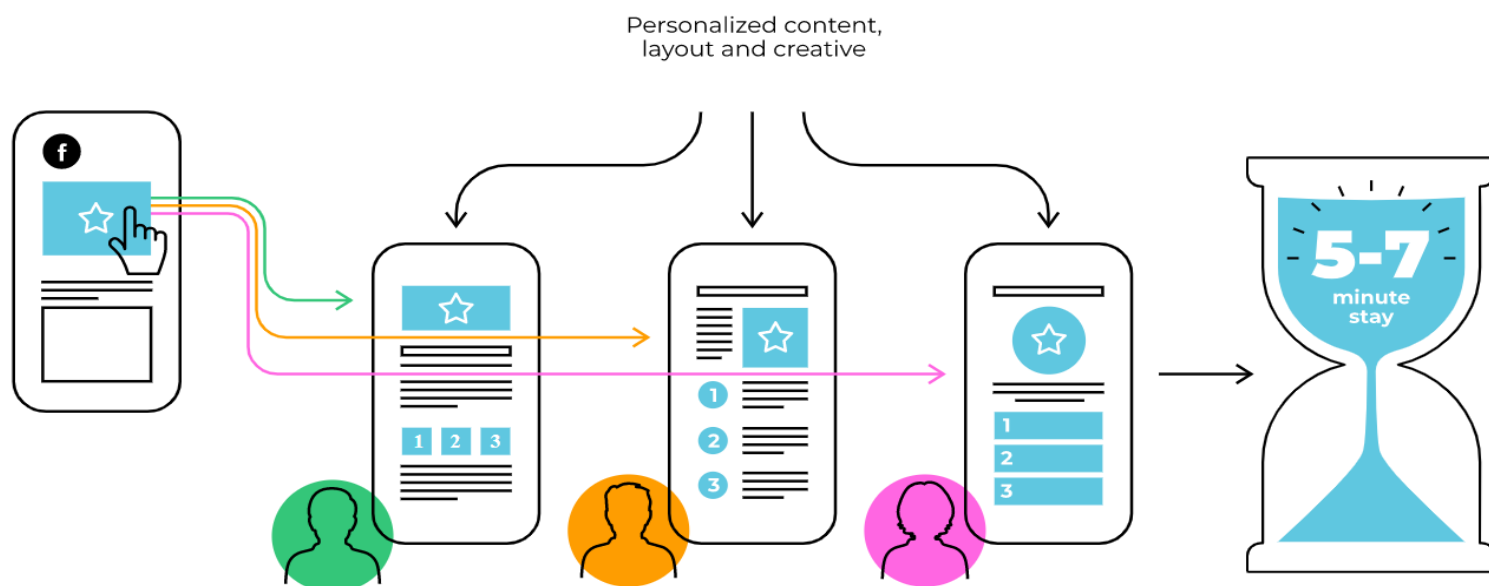 Personalized content,
layout and creative
f
1 2 3
1
2
3
1
2
3
5-7
minute
stay